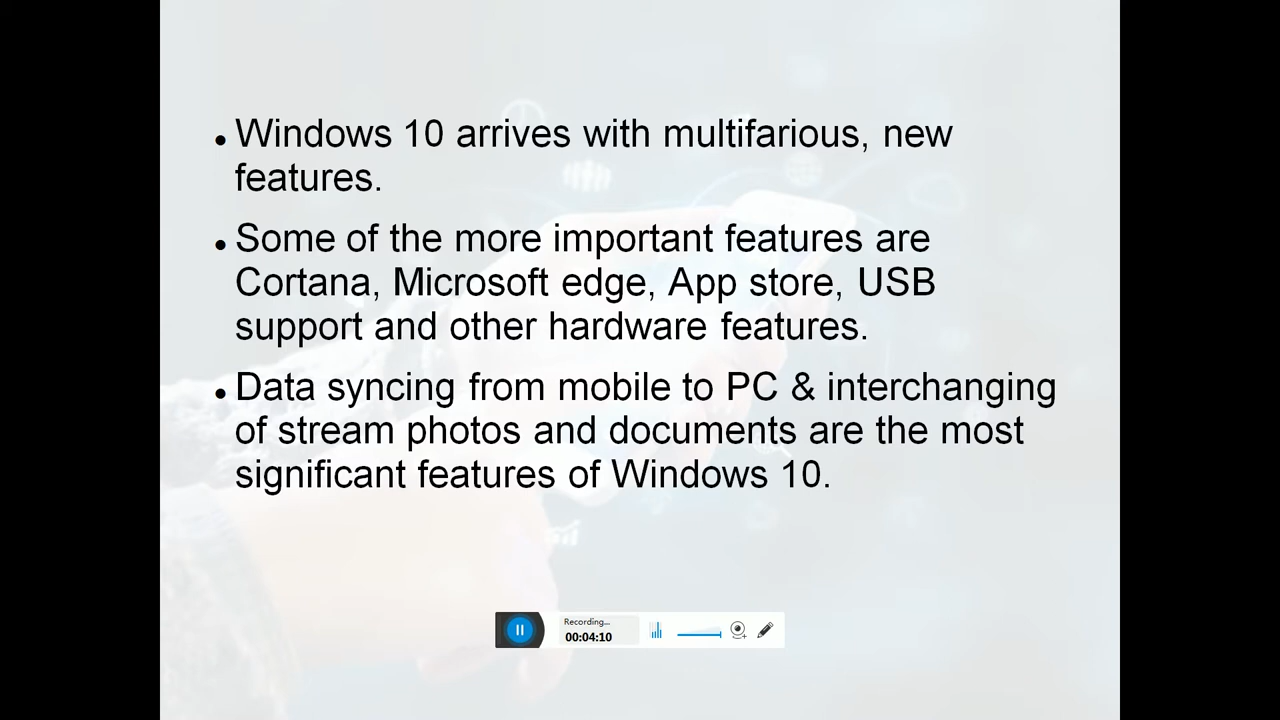 ● Windows 10 arrives with multifarious, new
features.
● Some of the more important features are
Cortana, Microsoft edge, App store, USB
support and other hardware features.
● Data syncing from mobile to PC & interchanging
of stream photos and documents are the most
significant features of Windows 10.
Recording...
00:04:10